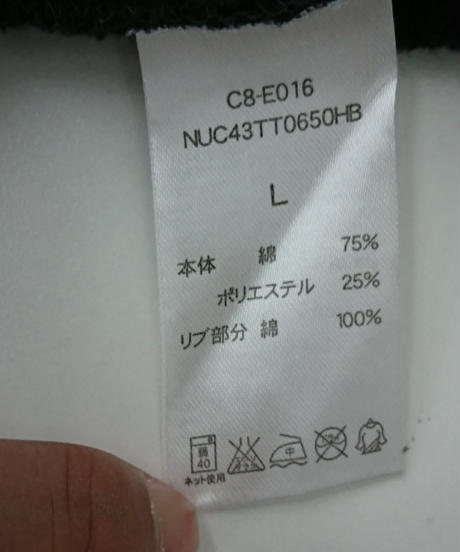 C8-E016
NUC43TT0650HB
L
本体 綿 75%
ポリエステル 25%
リブ部分 綿 100%
弱 40 中
ネット使用